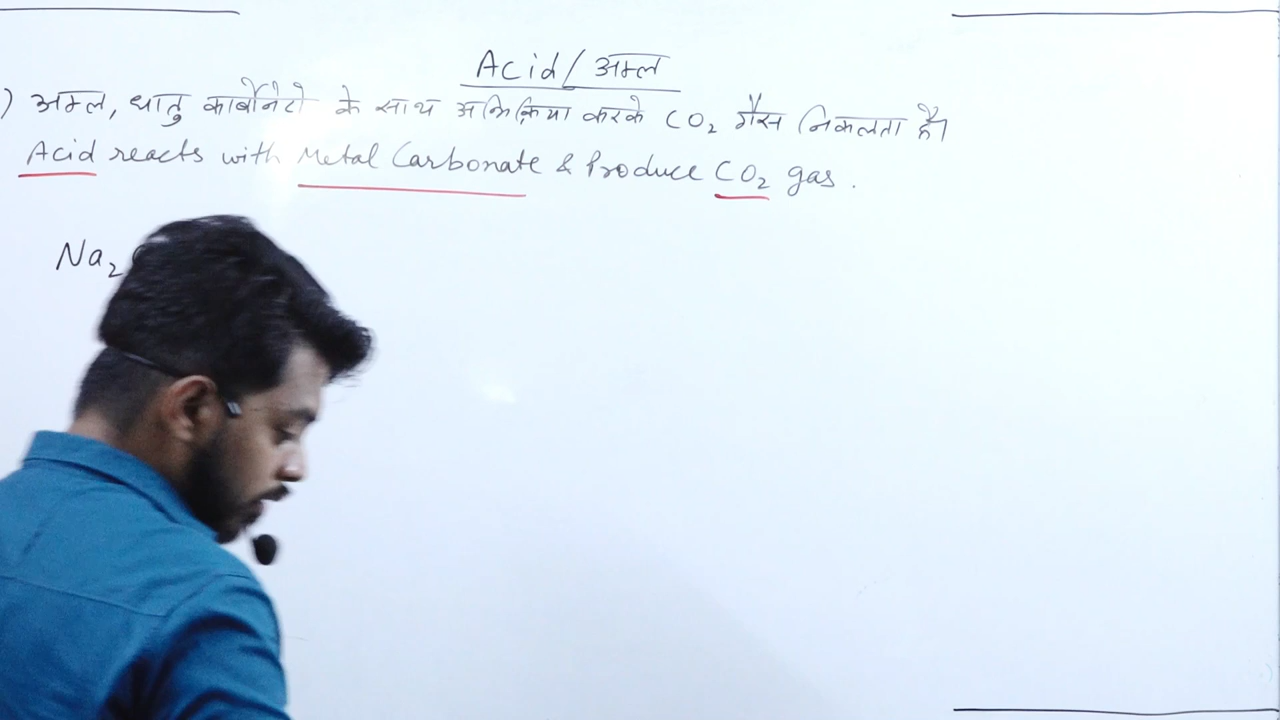 Acid/अम्ल
) अम्ल, धातु कार्बोनेटो के साथ अभिक्रिया करके CO₂ गैस निकलता है।
Acid reacts with Metal Carbonate & Produce CO₂ gas.
Na₂